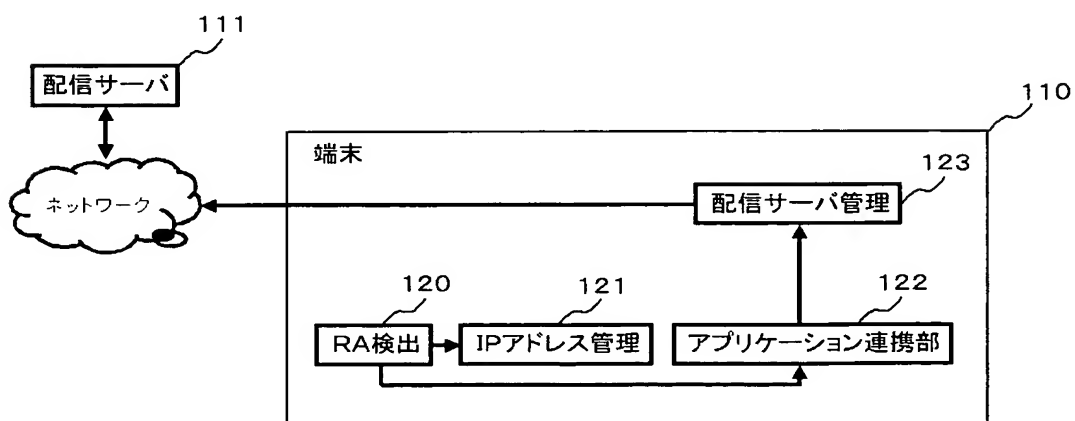 111
配信サーバ
110
端末
123
ネットワーク
配信サーバ管理
120
121
122
RA検出
IPアドレス管理
アプリケーション連携部